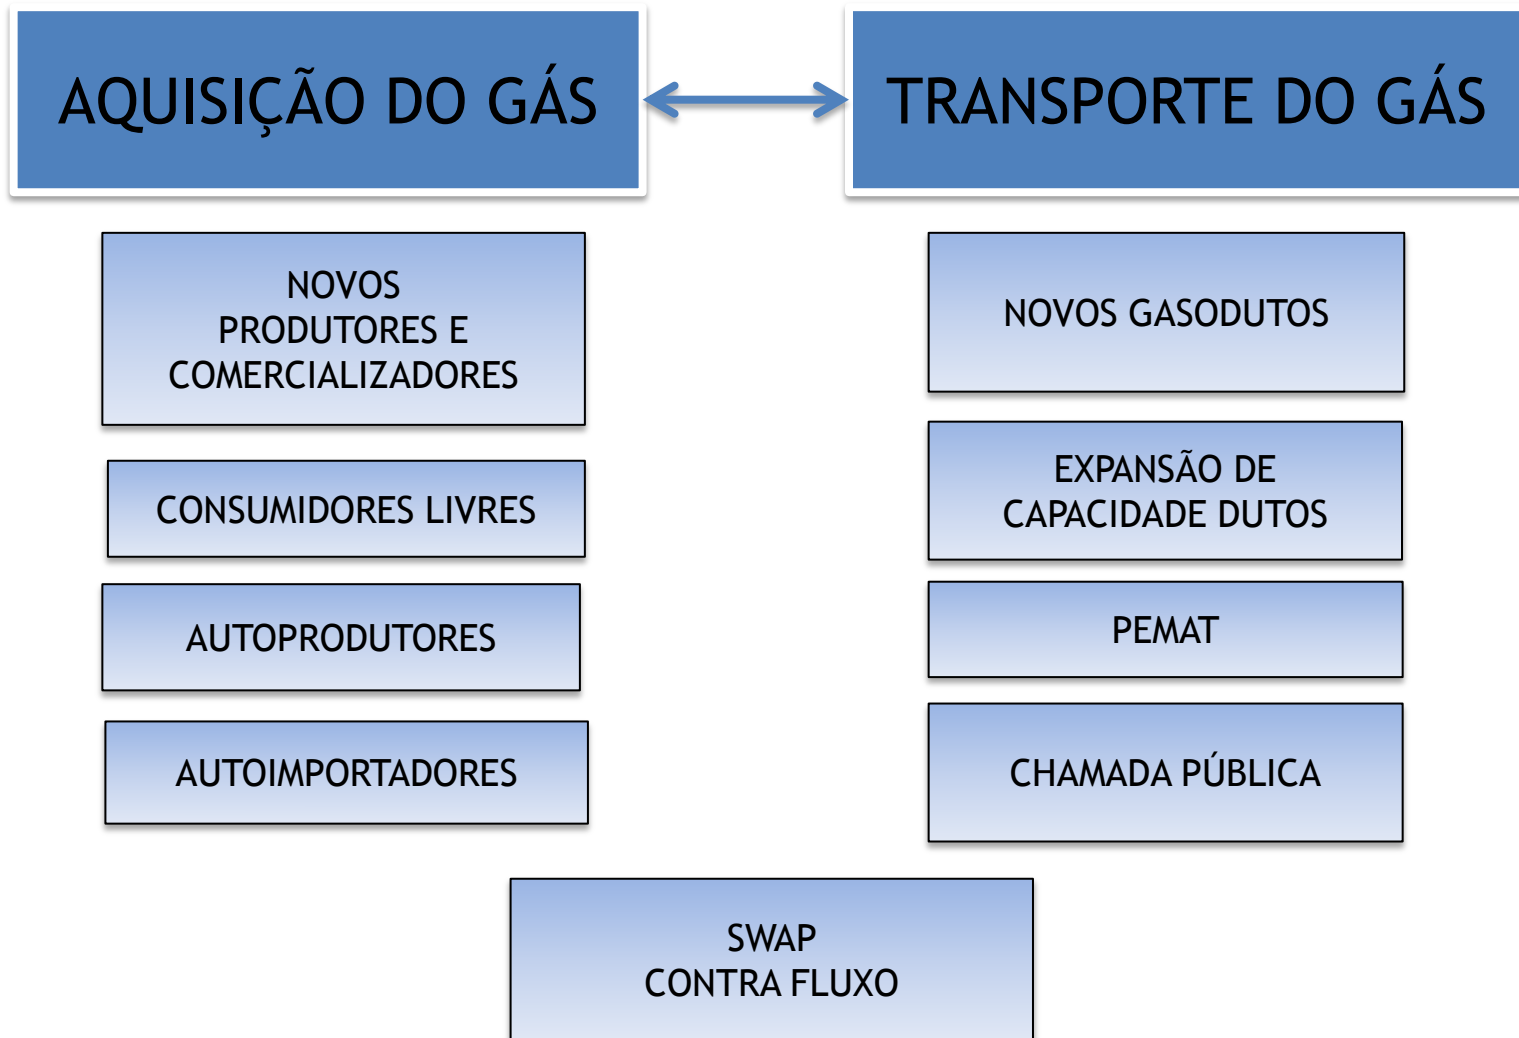 AQUISIÇÃO DO GÁS
TRANSPORTE DO GÁS
NOVOS
PRODUTORES E
COMERCIALIZADORES
CONSUMIDORES LIVRES
AUTOPRODUTORES
AUTOIMPORTADORES
NOVOS GASODUTOS
EXPANSÃO DE
CAPACIDADE DUTOS
PEMAT
CHAMADA PÚBLICA
SWAP
CONTRA FLUXO